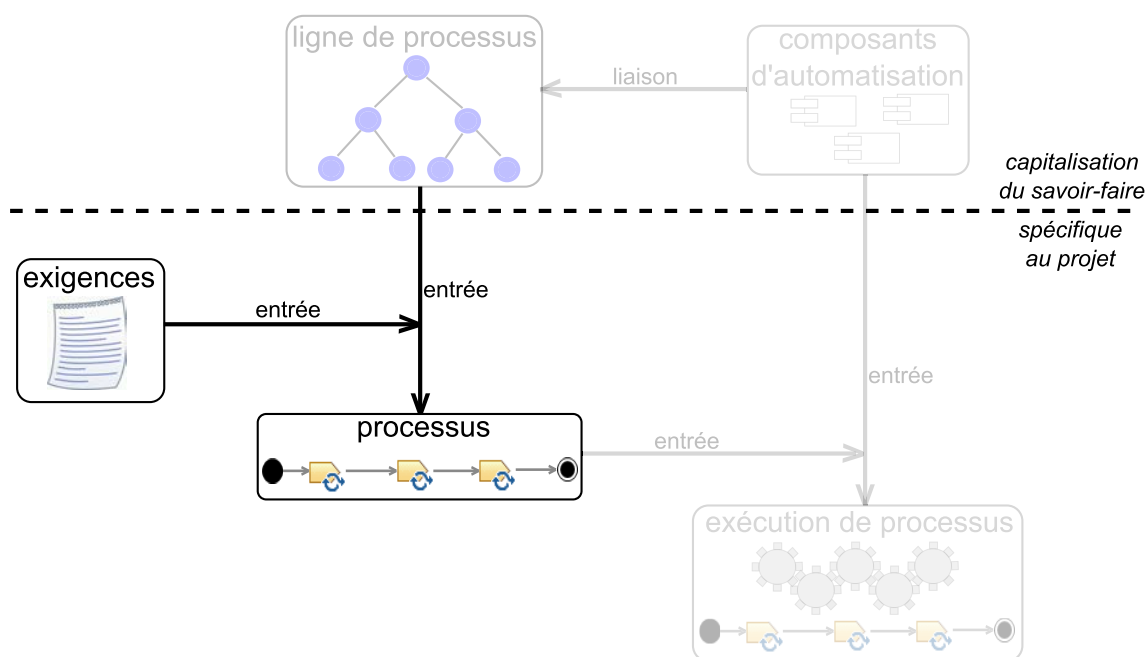 ligne de processus
composants
d'automatisation
liaison
capitalisation
du savoir-faire
spécifique
au projet
exigences
entrée
entrée
entrée
processus
entrée
exécution de processus